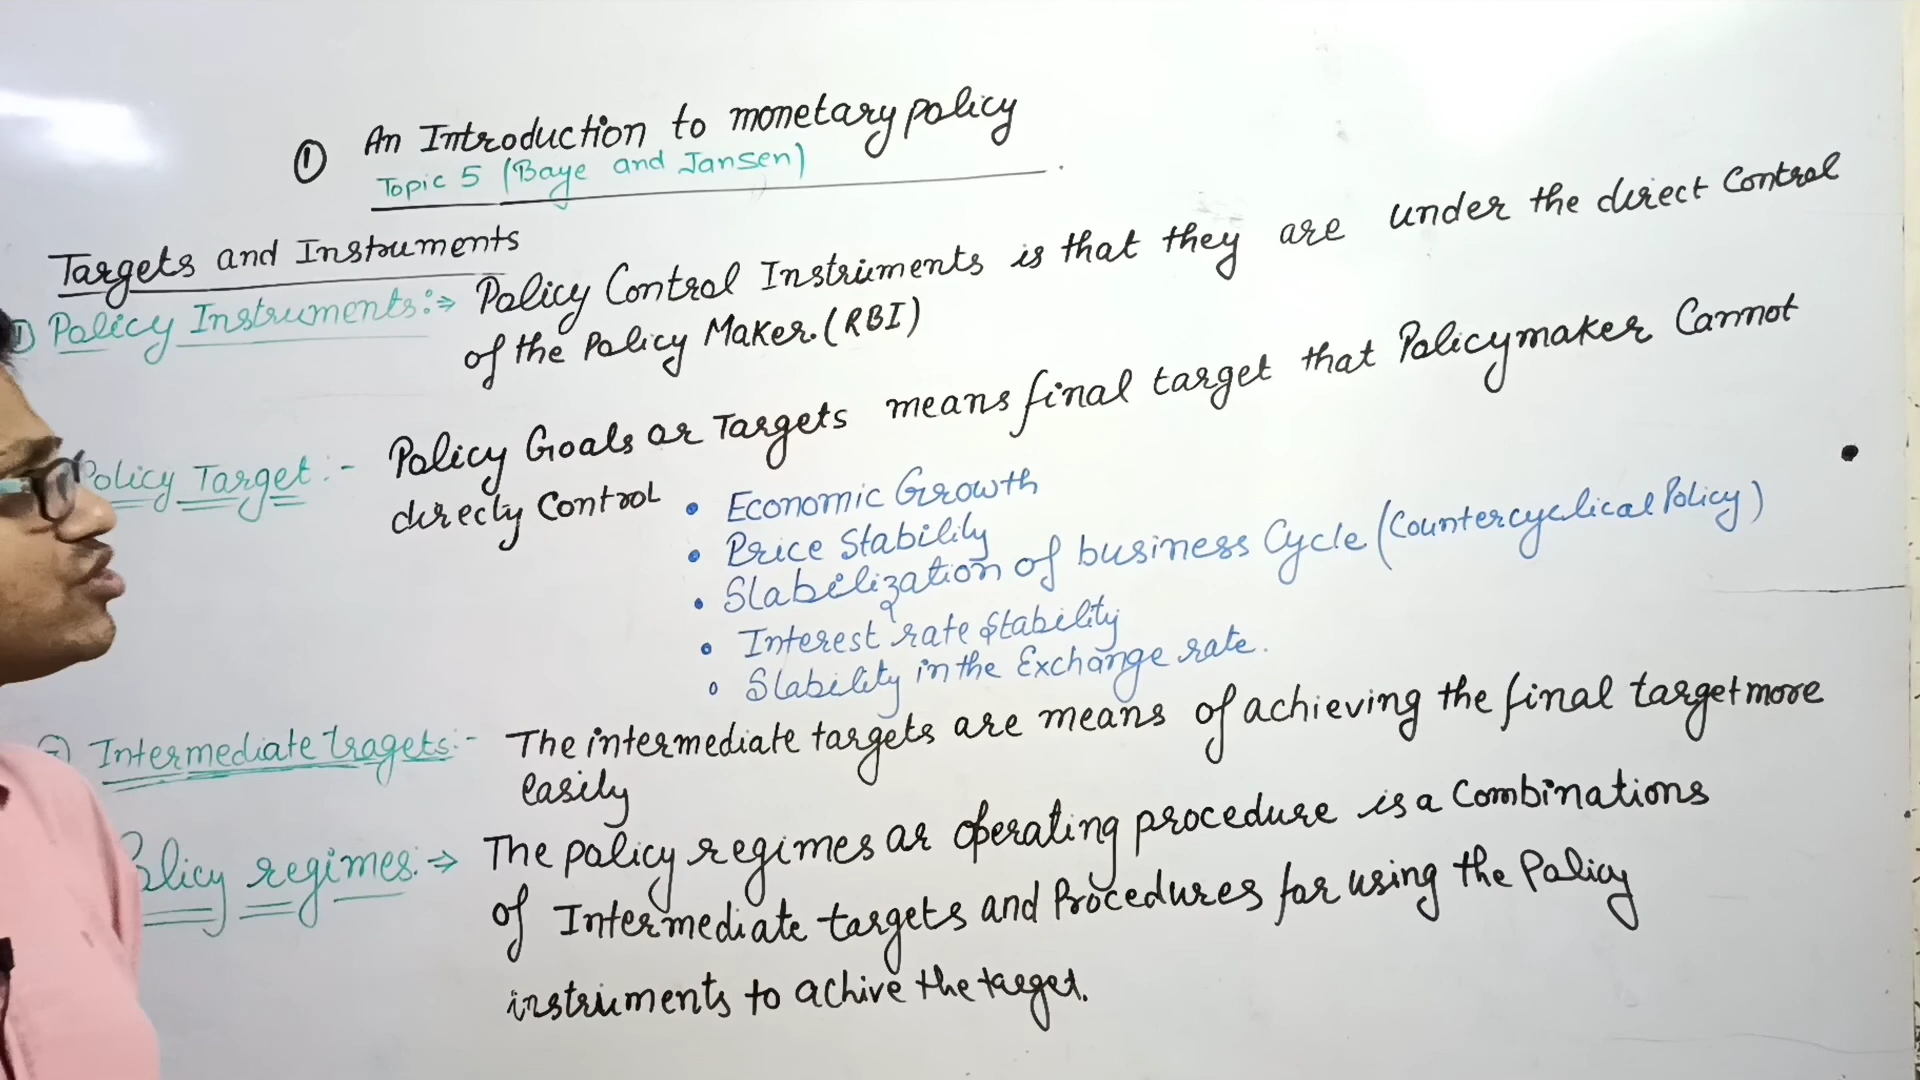 ① An Introduction to monetary policy
Topic 5 (Baye and Jansen)
Targets and Instruments
1) Policy Instruments:⇒ Policy Control Instruments is that they are under the direct Control
of the Policy Maker. (RBI)
Policy Target:- Policy Goals or Targets means final target that Policymaker Cannot
direcly Control
• Economic Growth
• Price Stability
• Stabilization of business Cycle (Countercyclical Policy)
• Interest rate Stability
• Stability in the Exchange rate.
Intermediate tragets:- The intermediate targets are means of achieving the final target more
easily
Policy regimes:⇒ The policy regimes or operating procedure is a Combinations
of Intermediate targets and Procedures for using the Policy
instruments to achive the target.